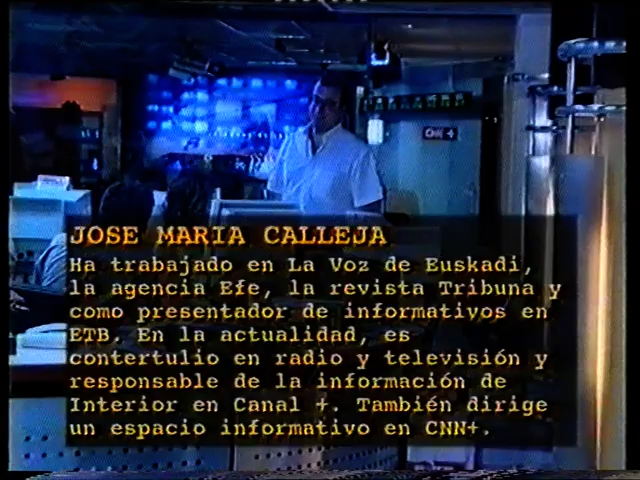 CNN+
JOSE MARIA CALLEJA
Ha trabajado en La Voz de Euskadi,
la agencia Efe, la revista Tribuna y
como presentador de informativos en
ETB. En la actualidad, es
contertulio en radio y televisión y
responsable de la información de
Interior en Canal +. También dirige
un espacio informativo en CNN+.